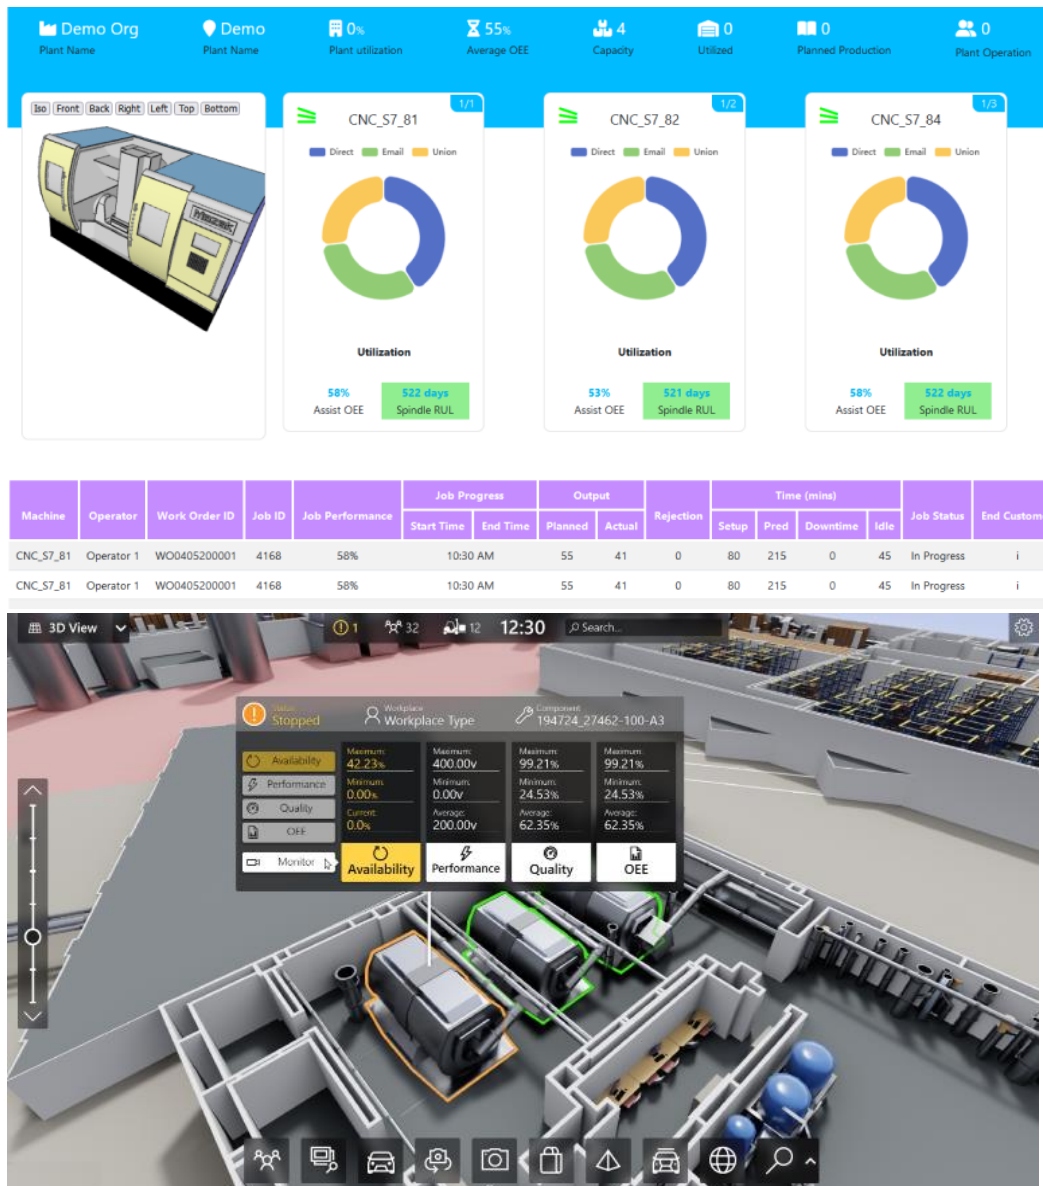 Demo Org
Plant Name
Demo
Plant Name
0%
Plant utilization
55%
Average OEE
4
Capacity
0
Utilized
0
Planned Production
0
Plant Operation
Iso Front Back Right Left Top Bottom
Mazak
1/1
CNC_S7_81
Direct Email Union
Utilization
58%
Assist OEE
522 days
Spindle RUL
1/2
CNC_S7_82
Direct Email Union
Utilization
53%
Assist OEE
521 days
Spindle RUL
1/3
CNC_S7_84
Direct Email Union
Utilization
58%
Assist OEE
522 days
Spindle RUL
Machine Operator Work Order ID Job ID Job Performance Job Progress Output Rejection Time (mins) Job Status End Custom
Start Time End Time Planned Actual Setup Pred Downtime Idle
CNC_S7_81 Operator 1 WO0405200001 4168 58% 10:30 AM 55 41 0 80 215 0 45 In Progress i
CNC_S7_81 Operator 1 WO0405200001 4168 58% 10:30 AM 55 41 0 80 215 0 45 In Progress i
3D View 1 32 12 12:30 Search...
Status
Stopped
Workplace
Workplace Type
Component
194724_27462-100-A3
Availability
Performance
Quality
OEE
Monitor
Maximum:
42.23%
Minimum:
0.00%
Current:
0.0%
Availability
Maximum:
400.00v
Minimum:
0.00v
Average:
200.00v
Performance
Maximum:
99.21%
Minimum:
24.53%
Average:
62.35%
Quality
Maximum:
99.21%
Minimum:
24.53%
Average:
62.35%
OEE